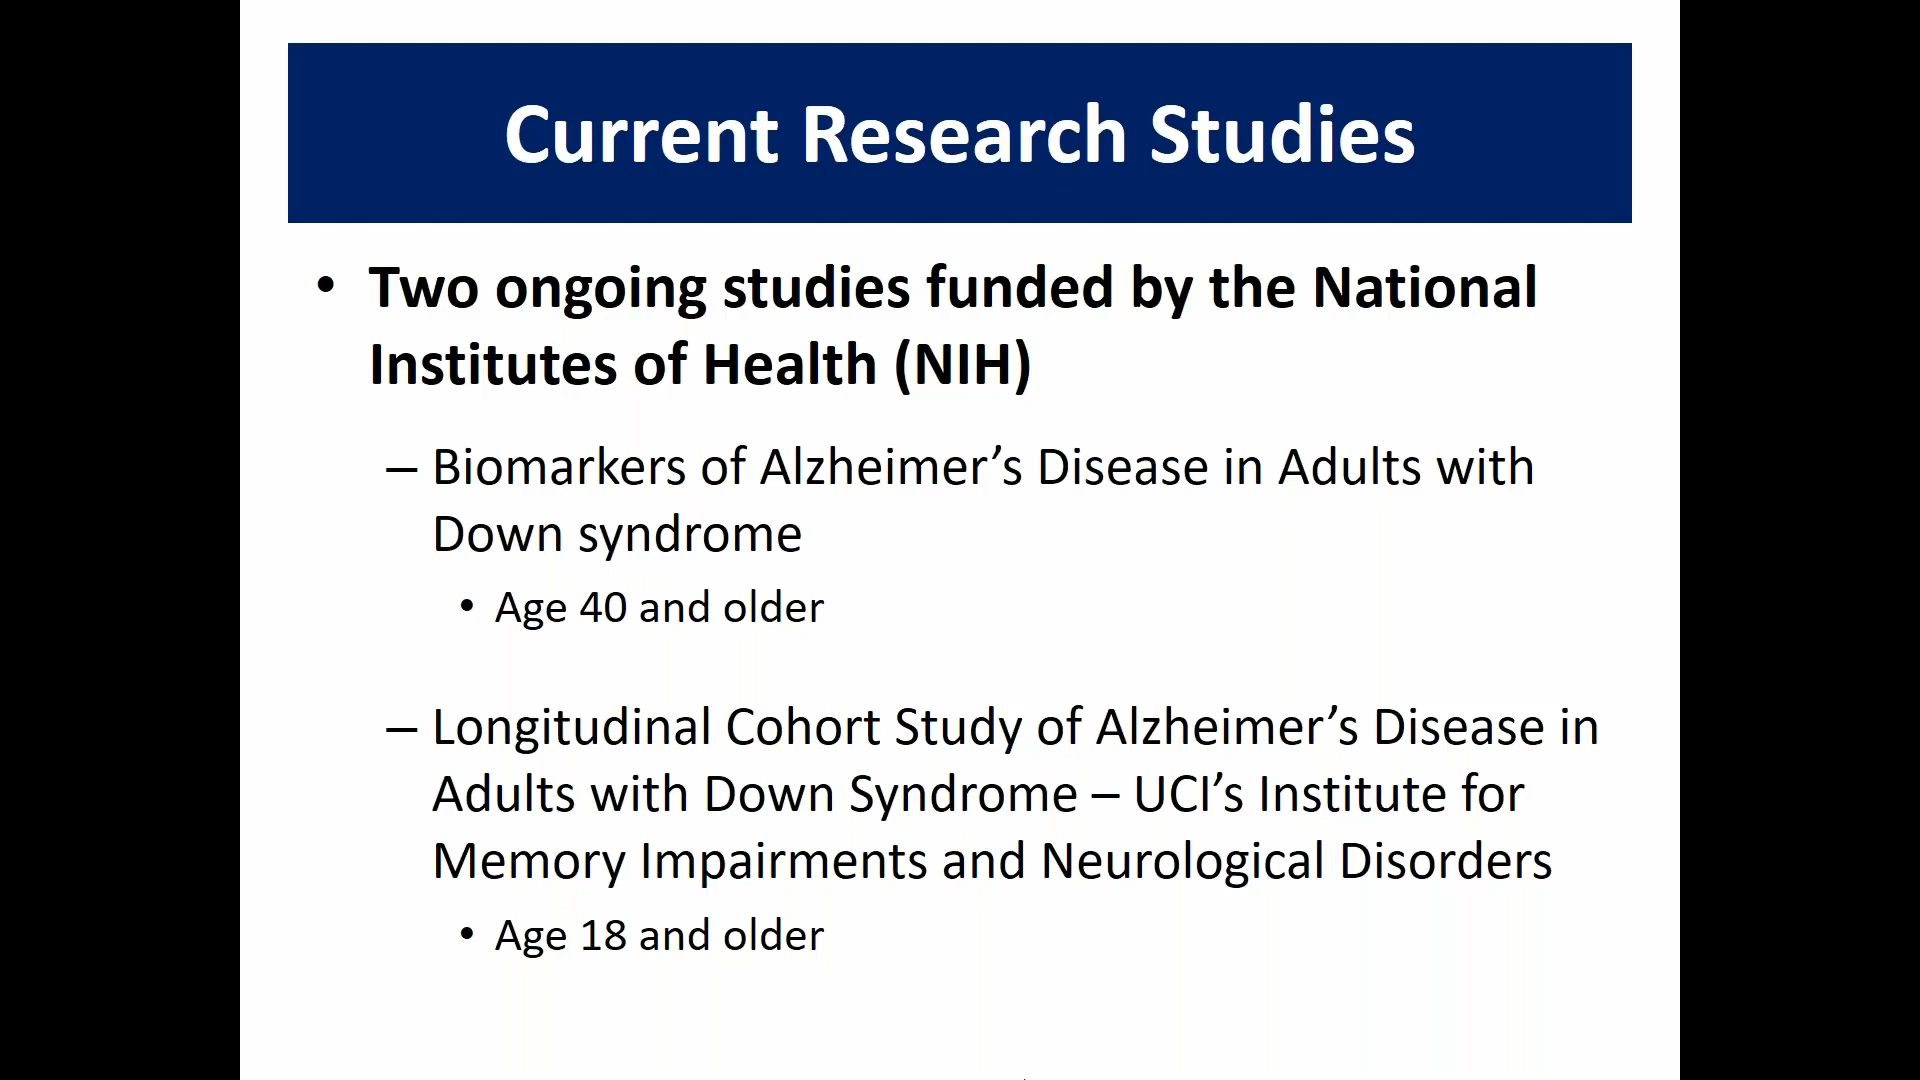 Current Research Studies
• Two ongoing studies funded by the National
Institutes of Health (NIH)
– Biomarkers of Alzheimer’s Disease in Adults with
Down syndrome
• Age 40 and older
– Longitudinal Cohort Study of Alzheimer’s Disease in
Adults with Down Syndrome – UCI’s Institute for
Memory Impairments and Neurological Disorders
• Age 18 and older